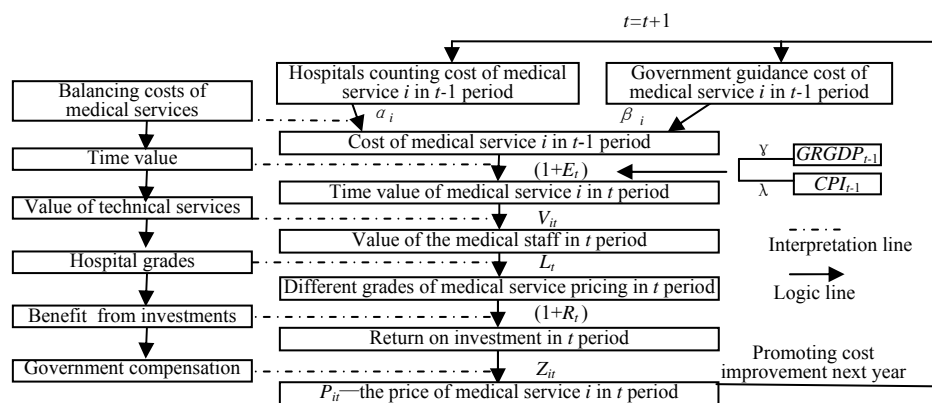 t=t+1
Hospitals counting cost of medical
service i in t-1 period
Government guidance cost of
medical service i in t-1 period
Balancing costs of
medical services
α i
β i
Cost of medical service i in t-1 period
Time value
(1+Et)
γ
GRGDPt-1
λ
CPIt-1
Time value of medical service i in t period
Value of technical services
Vit
Value of the medical staff in t period
Interpretation line
Hospital grades
Lt
Logic line
Different grades of medical service pricing in t period
Benefit from investments
(1+Rt)
Return on investment in t period
Government compensation
Zit
Promoting cost
improvement next year
Pit—the price of medical service i in t period